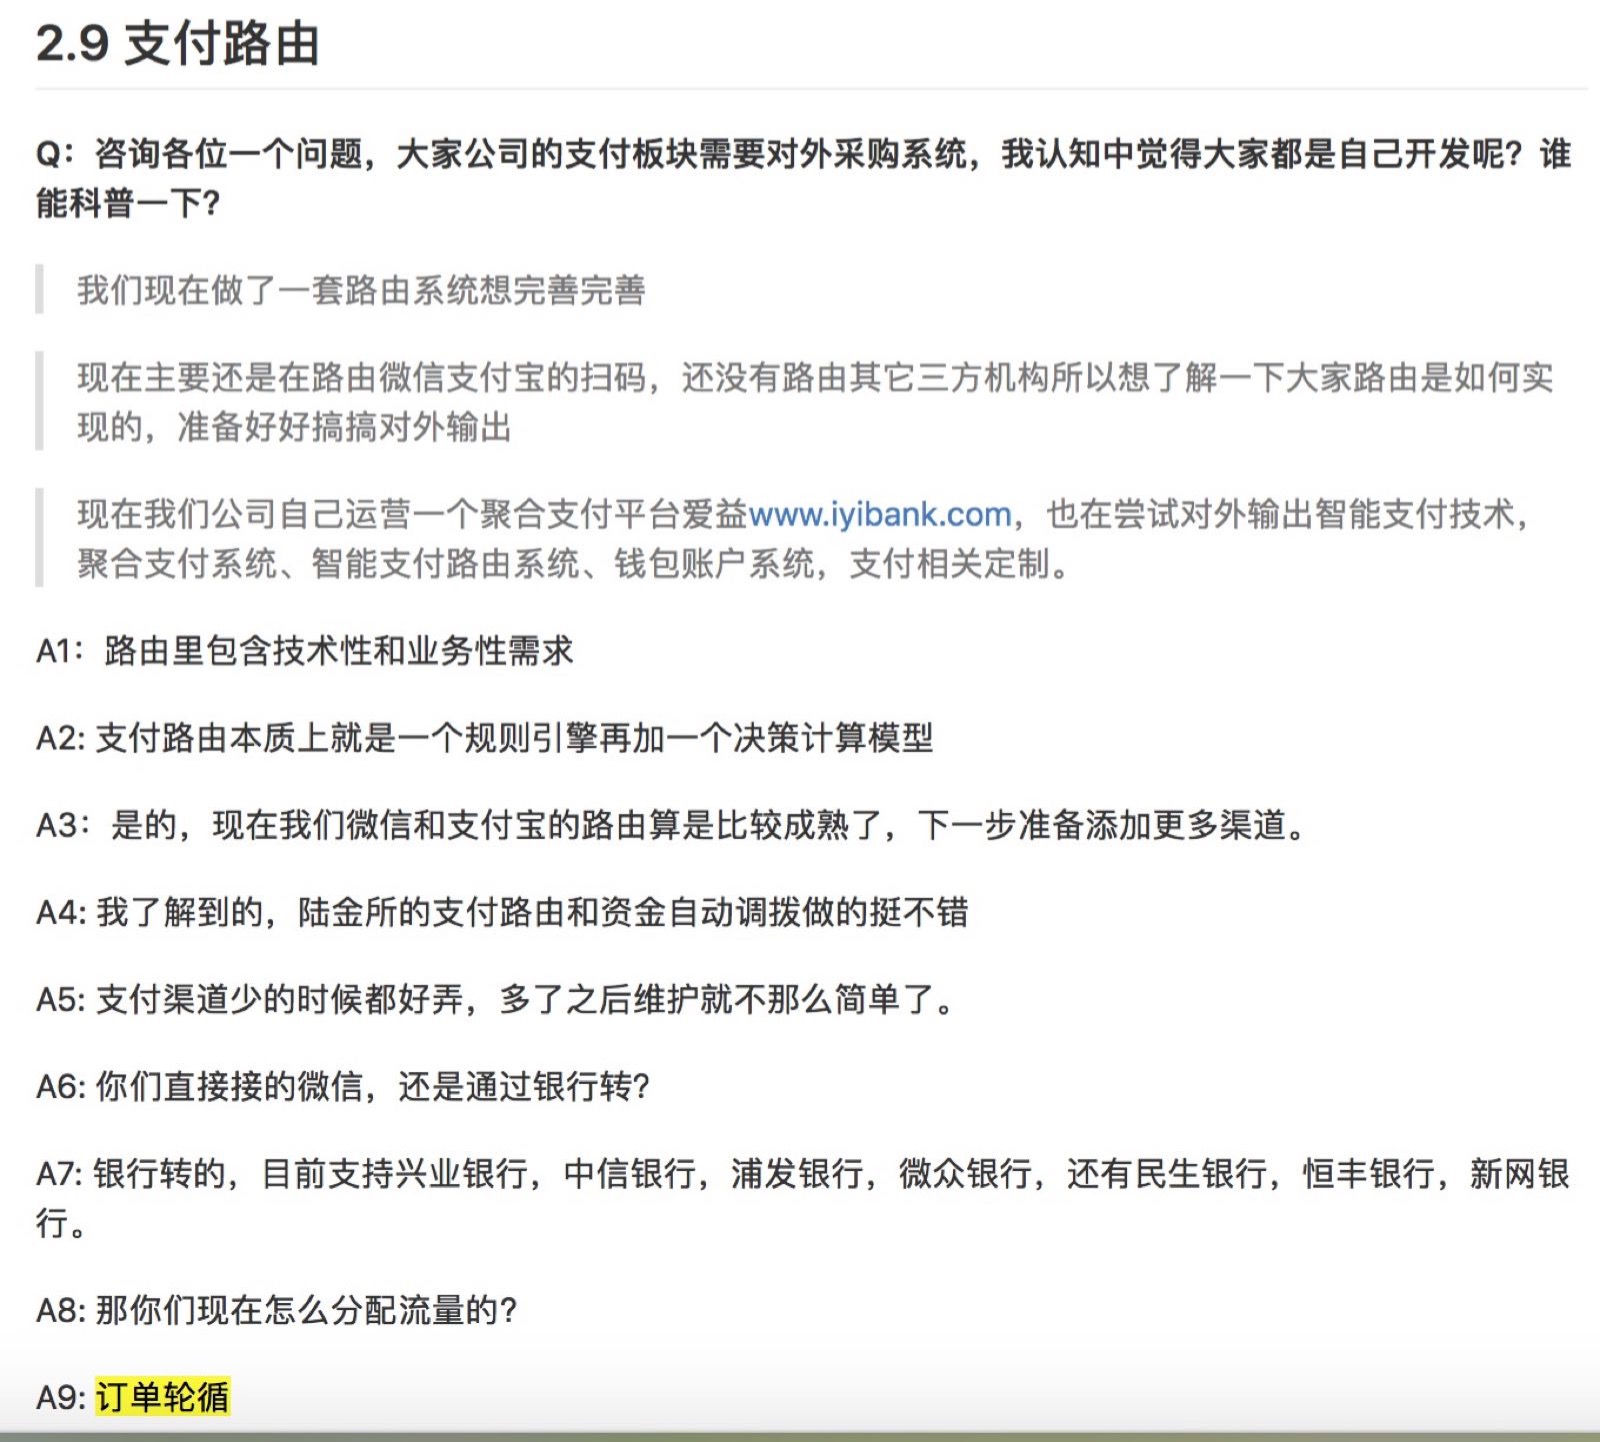 2.9 支付路由
Q：咨询各位一个问题，大家公司的支付板块需要对外采购系统，我认知中觉得大家都是自己开发呢？谁
能科普一下？
我们现在做了一套路由系统想完善完善
现在主要还是在路由微信支付宝的扫码，还没有路由其它三方机构所以想了解一下大家路由是如何实
现的，准备好好搞搞对外输出
现在我们公司自己运营一个聚合支付平台爱益www.iyibank.com，也在尝试对外输出智能支付技术，
聚合支付系统、智能支付路由系统、钱包账户系统，支付相关定制。
A1：路由里包含技术性和业务性需求
A2: 支付路由本质上就是一个规则引擎再加一个决策计算模型
A3：是的，现在我们微信和支付宝的路由算是比较成熟了，下一步准备添加更多渠道。
A4: 我了解到的，陆金所的支付路由和资金自动调拨做的挺不错
A5: 支付渠道少的时候都好弄，多了之后维护就不那么简单了。
A6: 你们直接接的微信，还是通过银行转?
A7: 银行转的，目前支持兴业银行，中信银行，浦发银行，微众银行，还有民生银行，恒丰银行，新网银
行。
A8: 那你们现在怎么分配流量的?
A9: 订单轮循